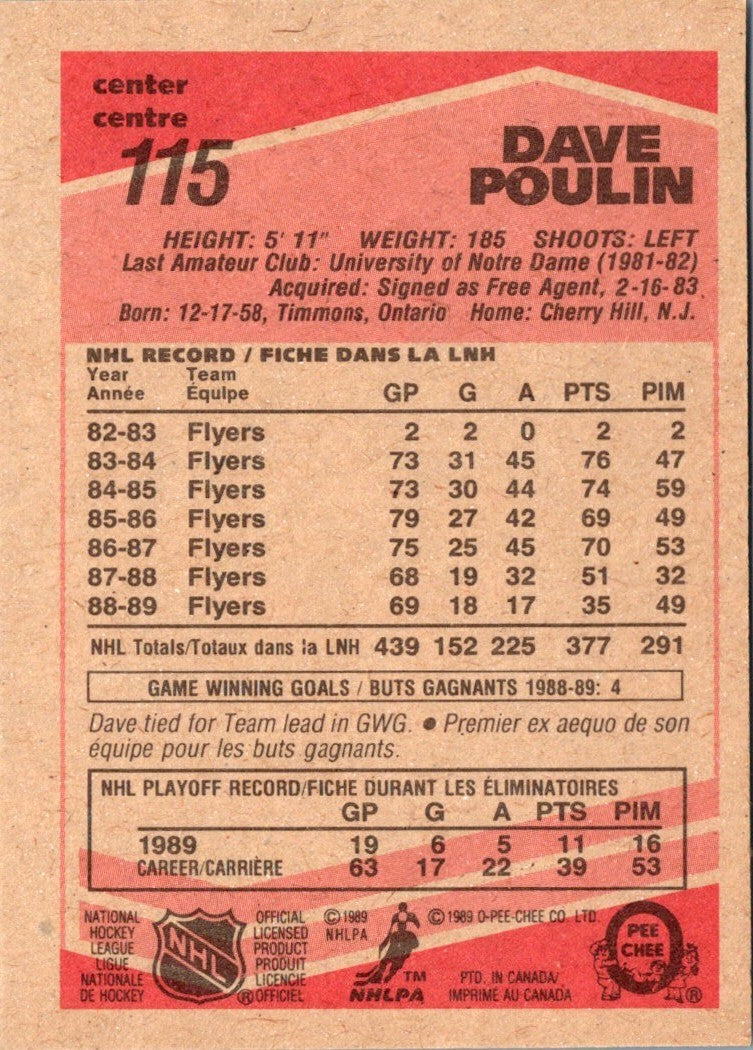 center
centre
115
DAVE
POULIN
HEIGHT: 5' 11" WEIGHT: 185 SHOOTS: LEFT
Last Amateur Club: University of Notre Dame (1981-82)
Acquired: Signed as Free Agent, 2-16-83
Born: 12-17-58, Timmons, Ontario Home: Cherry Hill, N.J.
NHL RECORD / FICHE DANS LA LNH
Year Team
Année Équipe GP G A PTS PIM
82-83 Flyers 2 2 0 2 2
83-84 Flyers 73 31 45 76 47
84-85 Flyers 73 30 44 74 59
85-86 Flyers 79 27 42 69 49
86-87 Flyers 75 25 45 70 53
87-88 Flyers 68 19 32 51 32
88-89 Flyers 69 18 17 35 49
NHL Totals/Totaux dans la LNH 439 152 225 377 291
GAME WINNING GOALS / BUTS GAGNANTS 1988-89: 4
Dave tied for Team lead in GWG. ● Premier ex aequo de son
équipe pour les buts gagnants.
NHL PLAYOFF RECORD/FICHE DURANT LES ÉLIMINATOIRES
GP G A PTS PIM
1989 19 6 5 11 16
CAREER/CARRIÈRE 63 17 22 39 53
NATIONAL
HOCKEY
LEAGUE
LIGUE
NATIONALE
DE HOCKEY
NHL
®
OFFICIAL
LICENSED
PRODUCT
PRODUIT
LICENCIE
OFFICIEL
©1989
NHLPA
TM
NHLPA
©1989 O-PEE-CHEE CO. LTD.
PTD. IN CANADA/
IMPRIMÉ AU CANADA
PEE
CHEE
®